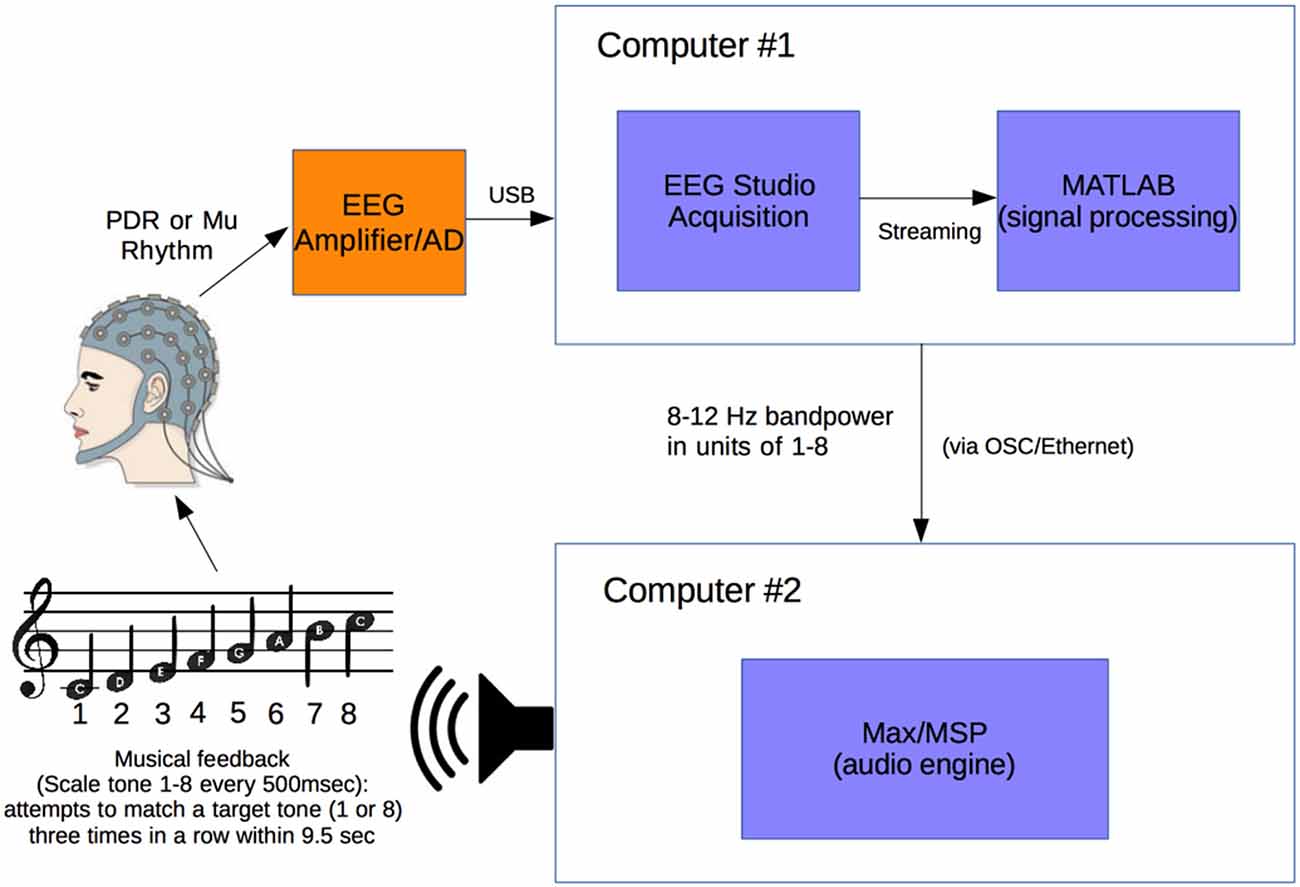 Computer #1
EEG Studio
Acquisition
Streaming
MATLAB
(signal processing)
USB
EEG
Amplifier/AD
PDR or Mu
Rhythm
8-12 Hz bandpower
in units of 1-8
(via OSC/Ethernet)
Computer #2
Max/MSP
(audio engine)
C D E F G A B C
1 2 3 4 5 6 7 8
Musical feedback
(Scale tone 1-8 every 500msec):
attempts to match a target tone (1 or 8)
three times in a row within 9.5 sec